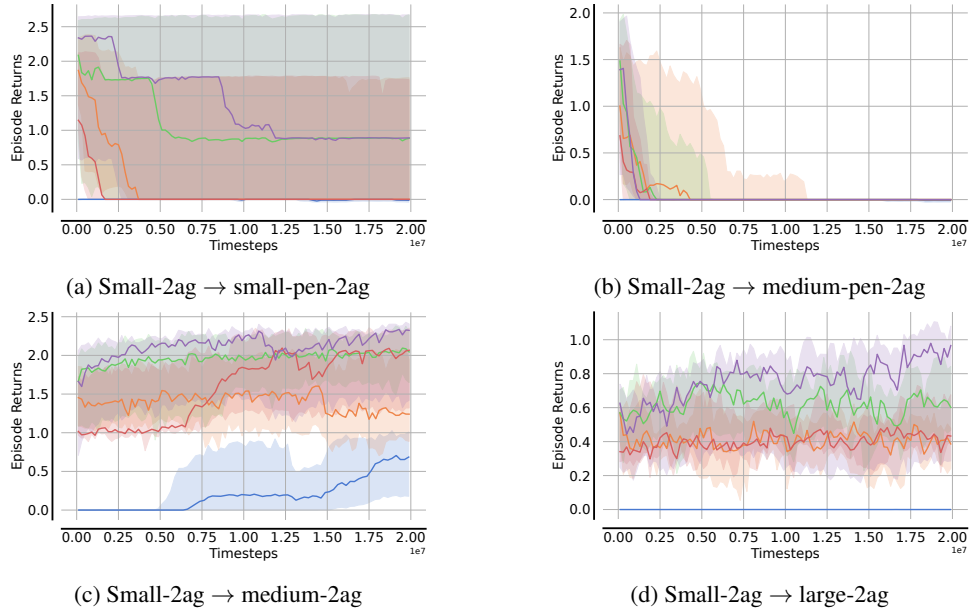 2.5
2.0
1.5
1.0
0.5
0.0
Episode Returns
0.00 0.25 0.50 0.75 1.00 1.25 1.50 1.75 2.00
Timesteps
1e7
(a) Small-2ag → small-pen-2ag
2.0
1.5
1.0
0.5
0.0
Episode Returns
0.00 0.25 0.50 0.75 1.00 1.25 1.50 1.75 2.00
Timesteps
1e7
(b) Small-2ag → medium-pen-2ag
2.5
2.0
1.5
1.0
0.5
0.0
Episode Returns
0.00 0.25 0.50 0.75 1.00 1.25 1.50 1.75 2.00
Timesteps
1e7
(c) Small-2ag → medium-2ag
1.0
0.8
0.6
0.4
0.2
0.0
Episode Returns
0.00 0.25 0.50 0.75 1.00 1.25 1.50 1.75 2.00
Timesteps
1e7
(d) Small-2ag → large-2ag